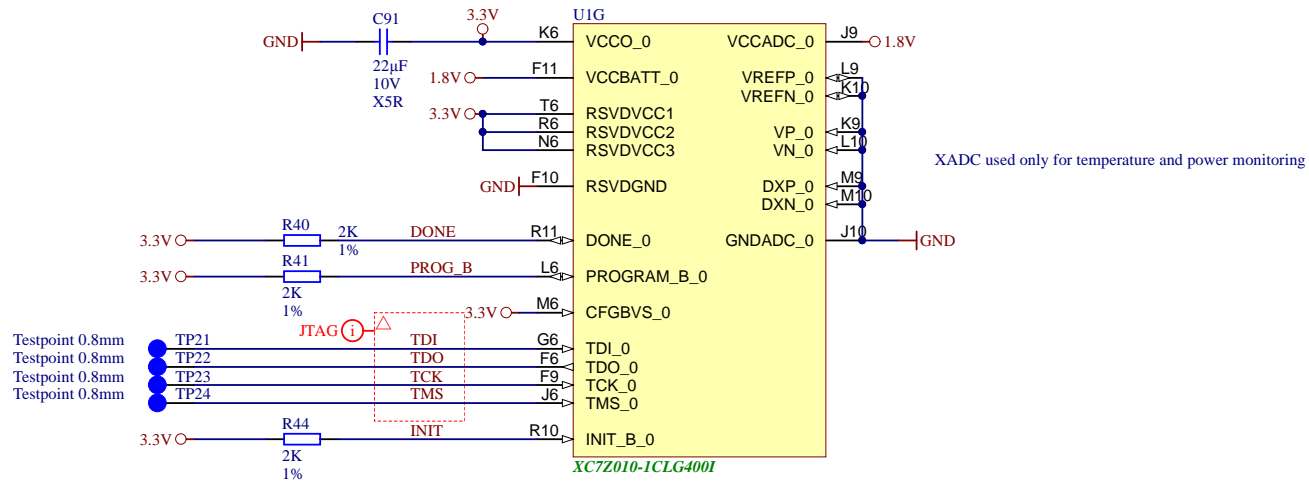 U1G
3.3V
C91
GND
22µF
10V
X5R
K6
VCCO_0
VCCADC_0
J9
1.8V
1.8V
F11
VCCBATT_0
VREFP_0
L9
VREFN_0
K10
3.3V
T6
RSVDVCC1
R6
RSVDVCC2
VP_0
K9
N6
RSVDVCC3
VN_0
L10
XADC used only for temperature and power monitoring
GND
F10
RSVDGND
DXP_0
M9
DXN_0
M10
3.3V
R40
2K
1%
DONE
R11
DONE_0
GNDADC_0
J10
GND
3.3V
R41
2K
1%
PROG_B
L6
PROGRAM_B_0
3.3V
M6
CFGBVS_0
JTAG
i
Testpoint 0.8mm
TP21
TDI
G6
TDI_0
Testpoint 0.8mm
TP22
TDO
F6
TDO_0
Testpoint 0.8mm
TP23
TCK
F9
TCK_0
Testpoint 0.8mm
TP24
TMS
J6
TMS_0
3.3V
R44
2K
1%
INIT
R10
INIT_B_0
XC7Z010-1CLG400I